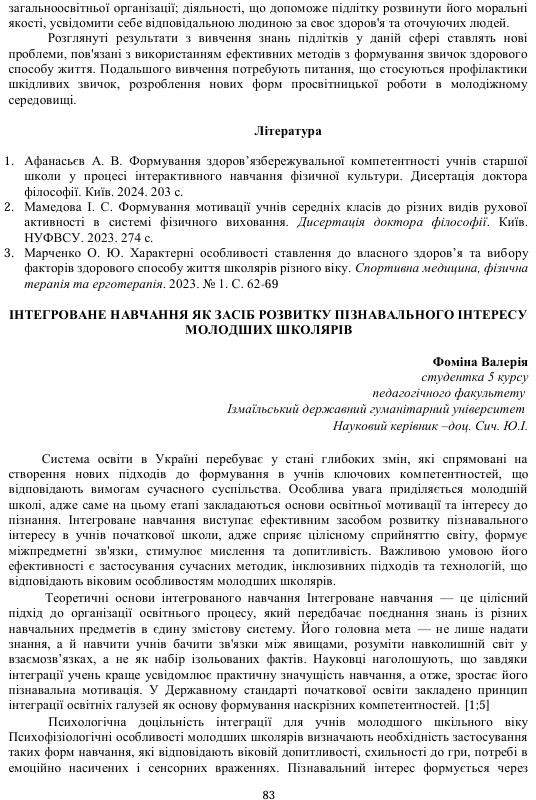 загальноосвітньої організації; діяльності, що допоможе підлітку розвинути його моральні
якості, усвідомити себе відповідальною людиною за своє здоров'я та оточуючих людей.
Розглянуті результати з вивчення знань підлітків у даній сфері ставлять нові
проблеми, пов'язані з використанням ефективних методів з формування звичок здорового
способу життя. Подальшого вивчення потребують питання, що стосуються профілактики
шкідливих звичок, розроблення нових форм просвітницької роботи в молодіжному
середовищі.
Література
1. Афанасьєв А. В. Формування здоров’язбережувальної компетентності учнів старшої
школи у процесі інтерактивного навчання фізичної культури. Дисертація доктора
філософії. Київ. 2024. 203 с.
2. Мамедова І. С. Формування мотивації учнів середніх класів до різних видів рухової
активності в системі фізичного виховання. Дисертація доктора філософії. Київ.
НУФВСУ. 2023. 274 с.
3. Марченко О. Ю. Характерні особливості ставлення до власного здоров’я та вибору
факторів здорового способу життя школярів різного віку. Спортивна медицина, фізична
терапія та ерготерапія. 2023. № 1. С. 62-69
ІНТЕГРОВАНЕ НАВЧАННЯ ЯК ЗАСІБ РОЗВИТКУ ПІЗНАВАЛЬНОГО ІНТЕРЕСУ
МОЛОДШИХ ШКОЛЯРІВ
Фоміна Валерія
студентка 5 курсу
педагогічного факультету
Ізмаїльський державний гуманітарний університет
Науковий керівник –доц. Сич. Ю.І.
Система освіти в Україні перебуває у стані глибоких змін, які спрямовані на
створення нових підходів до формування в учнів ключових компетентностей, що
відповідають вимогам сучасного суспільства. Особлива увага приділяється молодшій
школі, адже саме на цьому етапі закладаються основи освітньої мотивації та інтересу до
пізнання. Інтегроване навчання виступає ефективним засобом розвитку пізнавального
інтересу в учнів початкової школи, адже сприяє цілісному сприйняттю світу, формує
міжпредметні зв'язки, стимулює мислення та допитливість. Важливою умовою його
ефективності є застосування сучасних методик, інклюзивних підходів та технологій, що
відповідають віковим особливостям молодших школярів.
Теоретичні основи інтегрованого навчання Інтегроване навчання — це цілісний
підхід до організації освітнього процесу, який передбачає поєднання знань із різних
навчальних предметів в єдину змістову систему. Його головна мета — не лише надати
знання, а й навчити учнів бачити зв'язки між явищами, розуміти навколишній світ у
взаємозв’язках, а не як набір ізольованих фактів. Науковці наголошують, що завдяки
інтеграції учень краще усвідомлює практичну значущість навчання, а отже, зростає його
пізнавальна мотивація. У Державному стандарті початкової освіти закладено принцип
інтеграції освітніх галузей як основу формування наскрізних компетентностей. [1;5]
Психологічна доцільність інтеграції для учнів молодшого шкільного віку
Психофізіологічні особливості молодших школярів визначають необхідність застосування
таких форм навчання, які відповідають віковій допитливості, схильності до гри, потребі в
емоційно насичених і сенсорних враженнях. Пізнавальний інтерес формується через
83